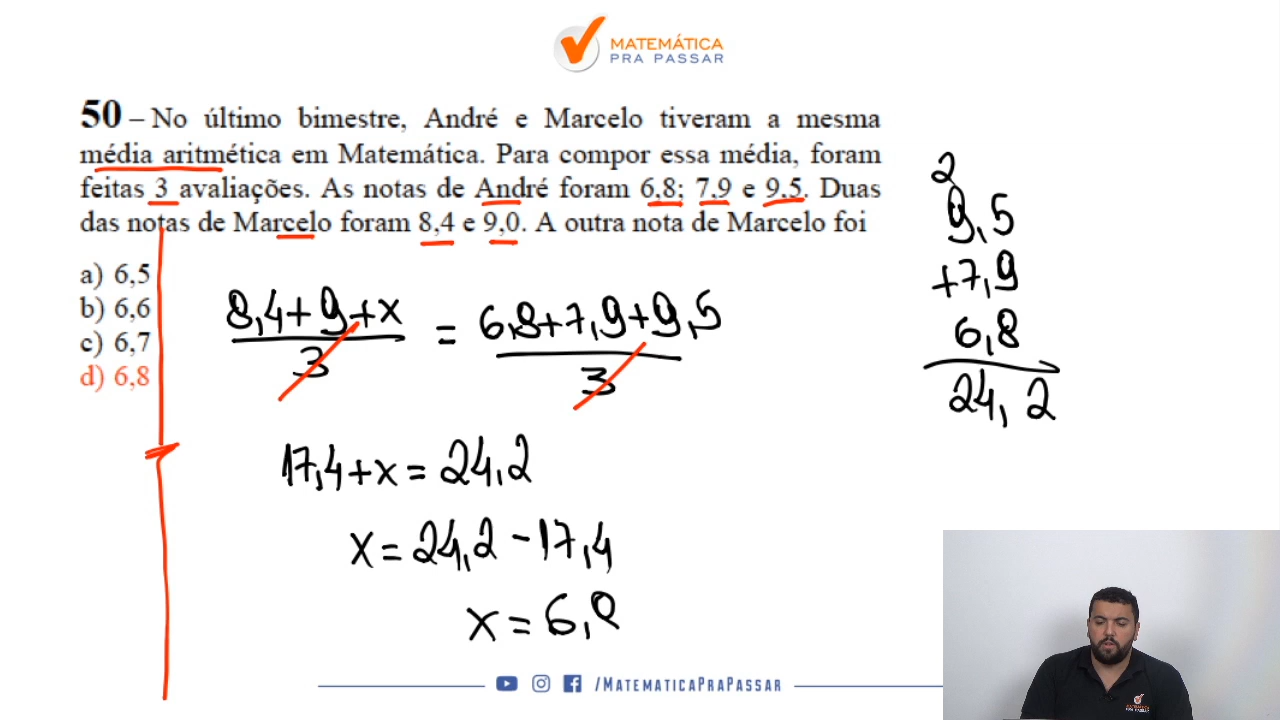 MATEMÁTICA
PRA PASSAR
50 – No último bimestre, André e Marcelo tiveram a mesma
média aritmética em Matemática. Para compor essa média, foram
feitas 3 avaliações. As notas de André foram 6,8; 7,9 e 9,5. Duas
das notas de Marcelo foram 8,4 e 9,0. A outra nota de Marcelo foi
a) 6,5
b) 6,6
c) 6,7
d) 6,8
8,4+9+x
3
=
6,8+7,9+9,5
3
17,4+x=24,2
x=24,2-17,4
x=6,8
2
9,5
+7,9
6,8
24,2
/MATEMATICAPRAPASSAR
MATEMÁTICA
PRA PASSAR